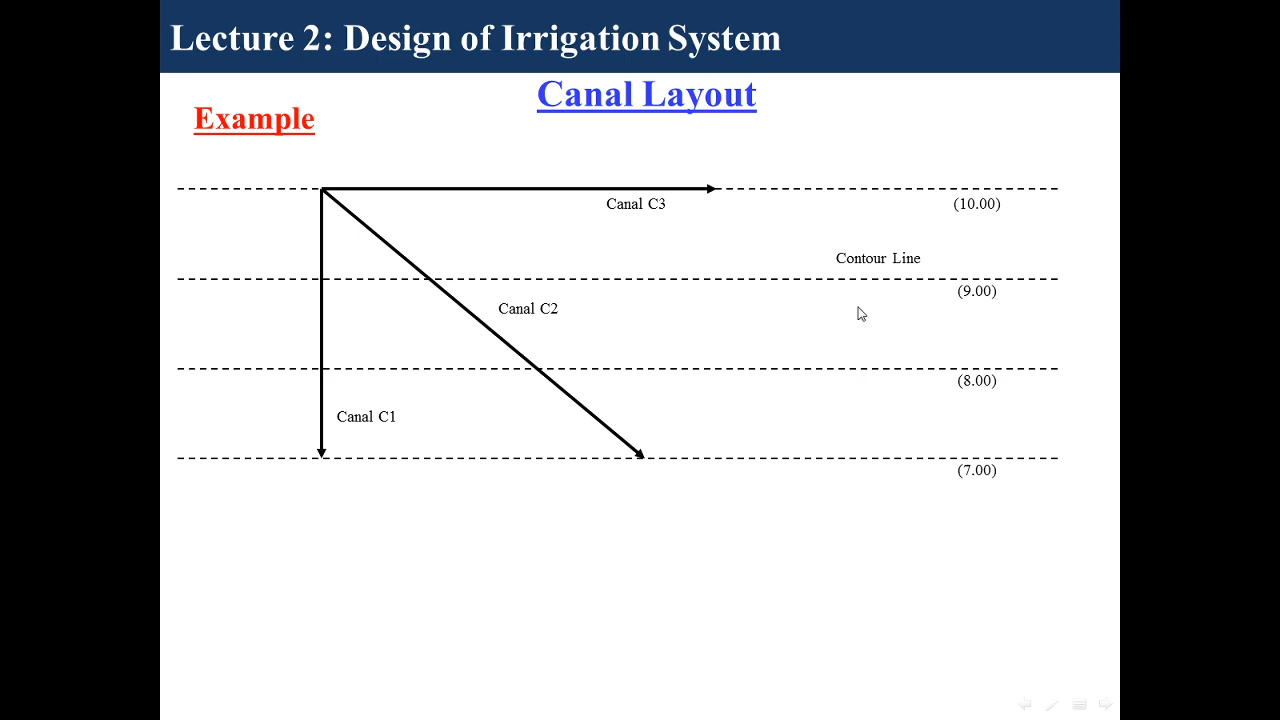 Lecture 2: Design of Irrigation System
Canal Layout
Example
Canal C3
(10.00)
Contour Line
(9.00)
Canal C2
(8.00)
Canal C1
(7.00)